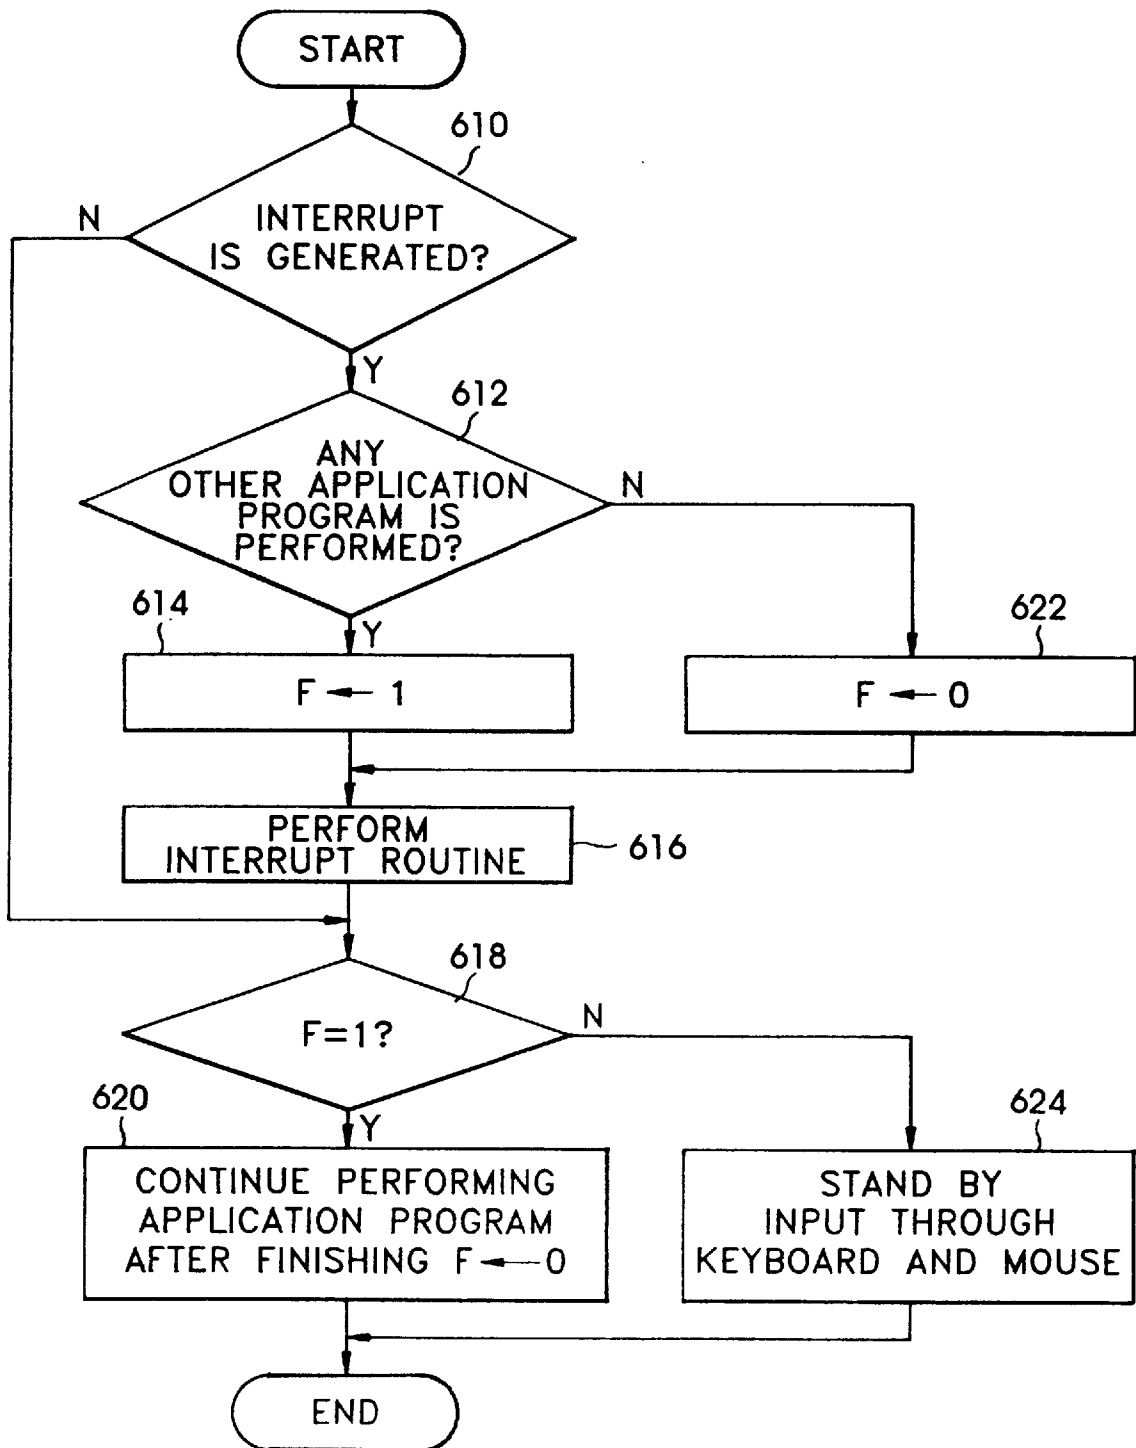 START
610
N
INTERRUPT
IS GENERATED?
Y
612
ANY
OTHER APPLICATION
PROGRAM IS
PERFORMED?
N
614
Y
622
F ← 1
F ← 0
PERFORM
INTERRUPT ROUTINE
616
618
F=1?
N
620
Y
624
CONTINUE PERFORMING
APPLICATION PROGRAM
AFTER FINISHING F ← 0
STAND BY
INPUT THROUGH
KEYBOARD AND MOUSE
END